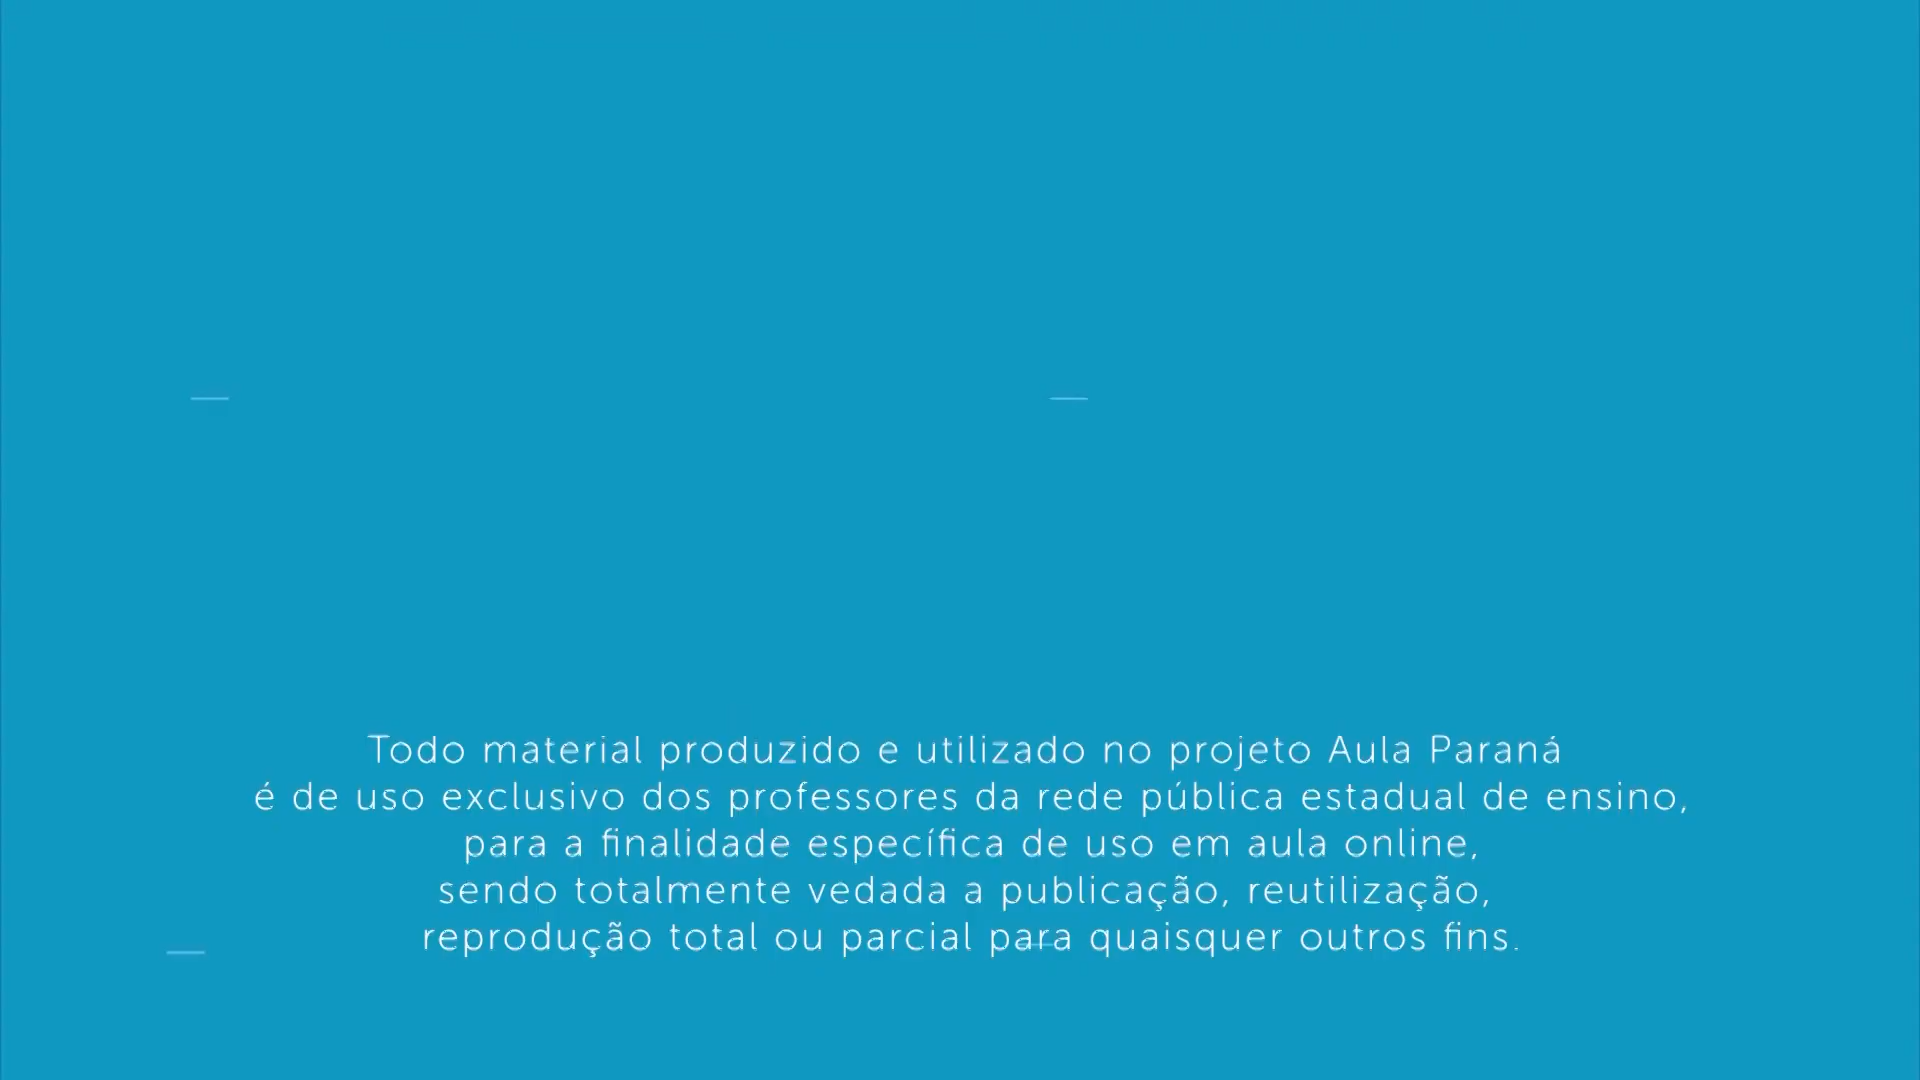 Todo material produzido e utilizado no projeto Aula Paraná
é de uso exclusivo dos professores da rede pública estadual de ensino,
para a finalidade específica de uso em aula online,
sendo totalmente vedada a publicação, reutilização,
reprodução total ou parcial para quaisquer outros fins.